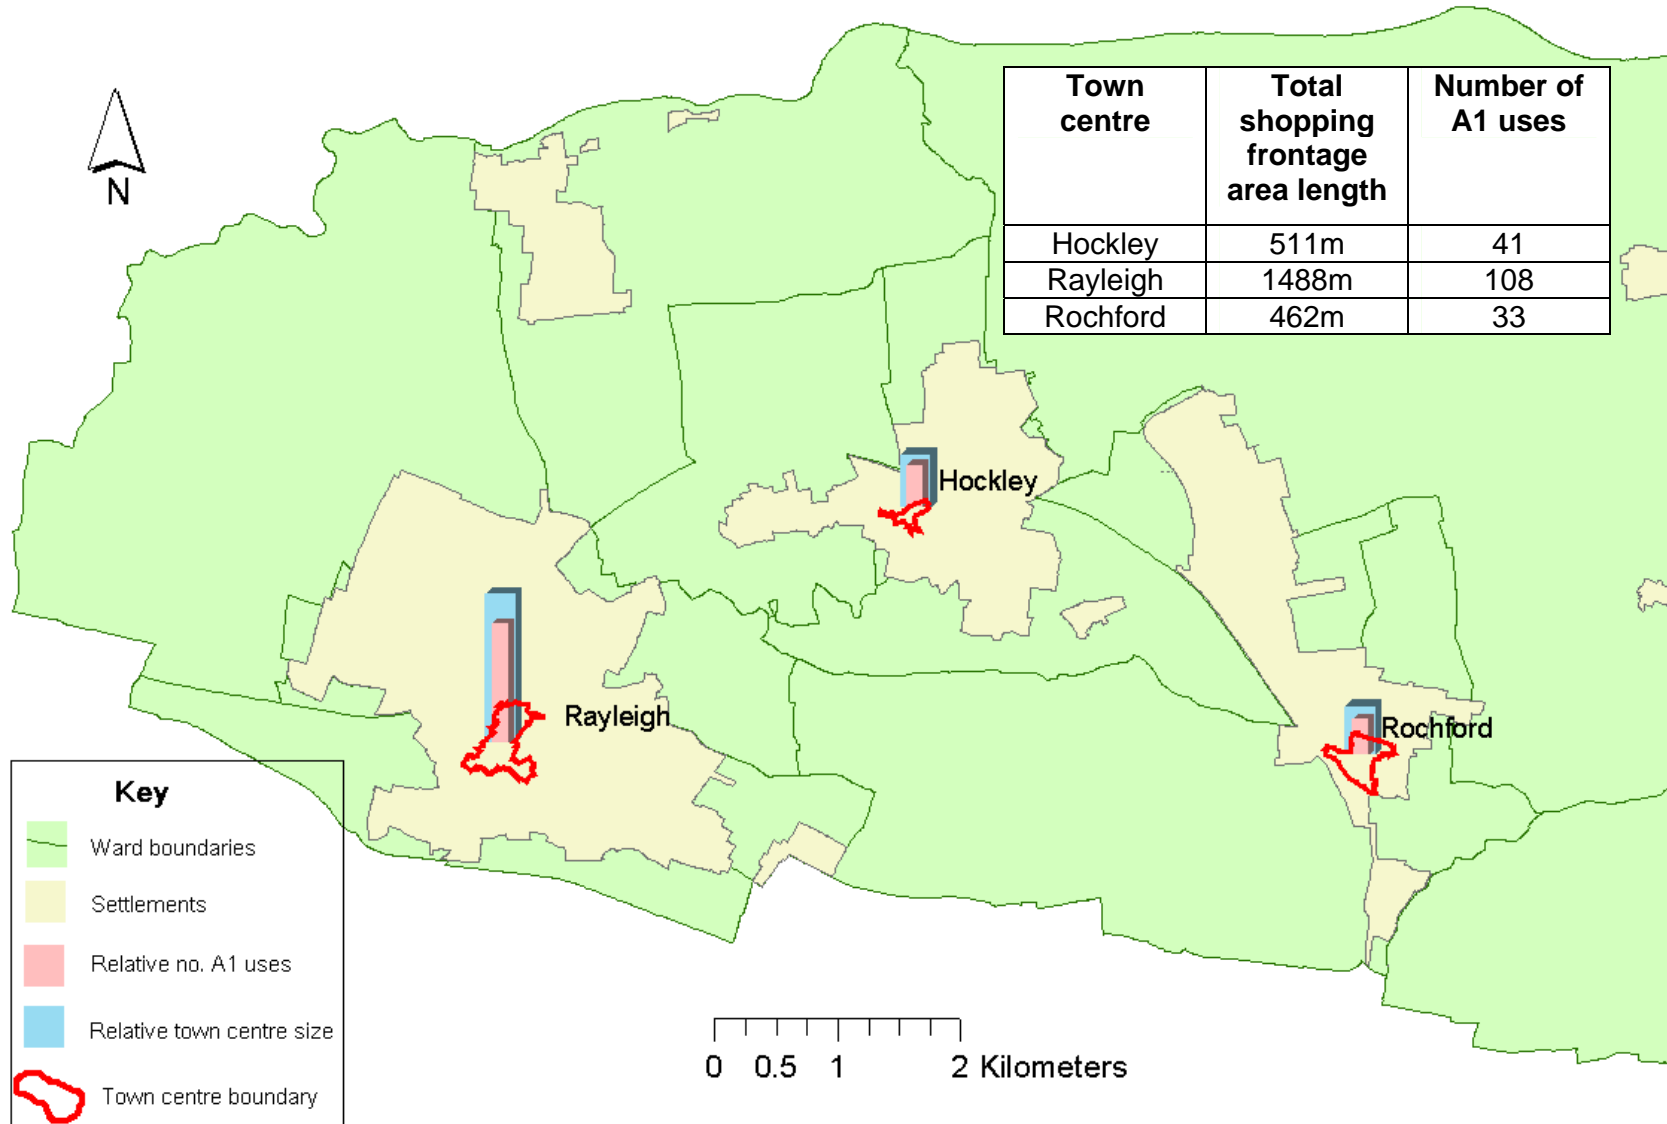 N
Town centre
Total shopping frontage area length
Number of A1 uses
Hockley 511m 41
Rayleigh 1488m 108
Rochford 462m 33
Hockley
Rayleigh
Rochford
Key
Ward boundaries
Settlements
Relative no. A1 uses
Relative town centre size
Town centre boundary
0 0.5 1 2 Kilometers